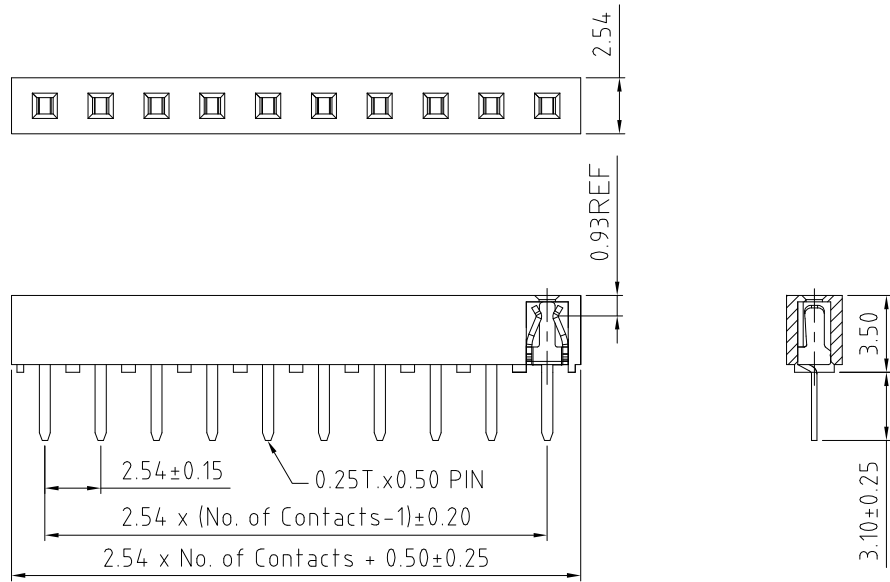 2.54
0.93REF
3.50
2.54±0.15
0.25T.x0.50 PIN
2.54 x (No. of Contacts-1)±0.20
2.54 x No. of Contacts + 0.50±0.25
3.10±0.25